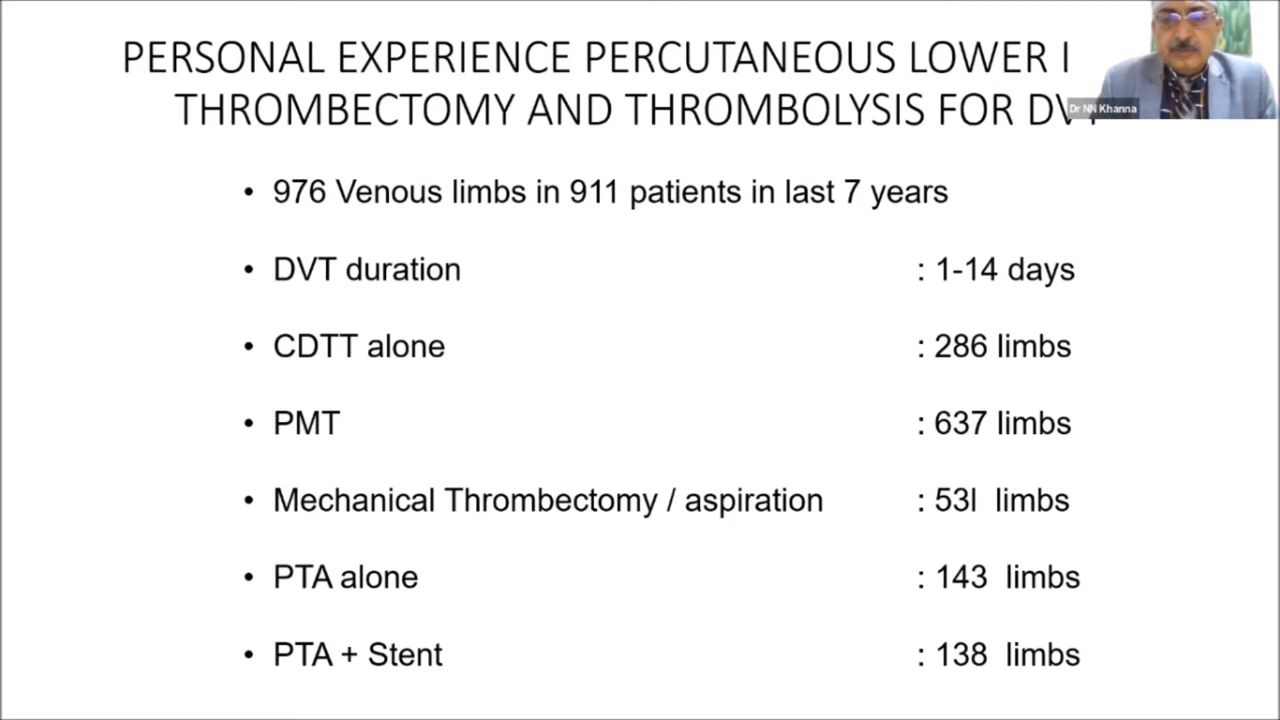 PERSONAL EXPERIENCE PERCUTANEOUS LOWER
THROMBECTOMY AND THROMBOLYSIS FOR
Dr NN Khanna
• 976 Venous limbs in 911 patients in last 7 years
• DVT duration : 1-14 days
• CDTT alone : 286 limbs
• PMT : 637 limbs
• Mechanical Thrombectomy / aspiration : 53l limbs
• PTA alone : 143 limbs
• PTA + Stent : 138 limbs